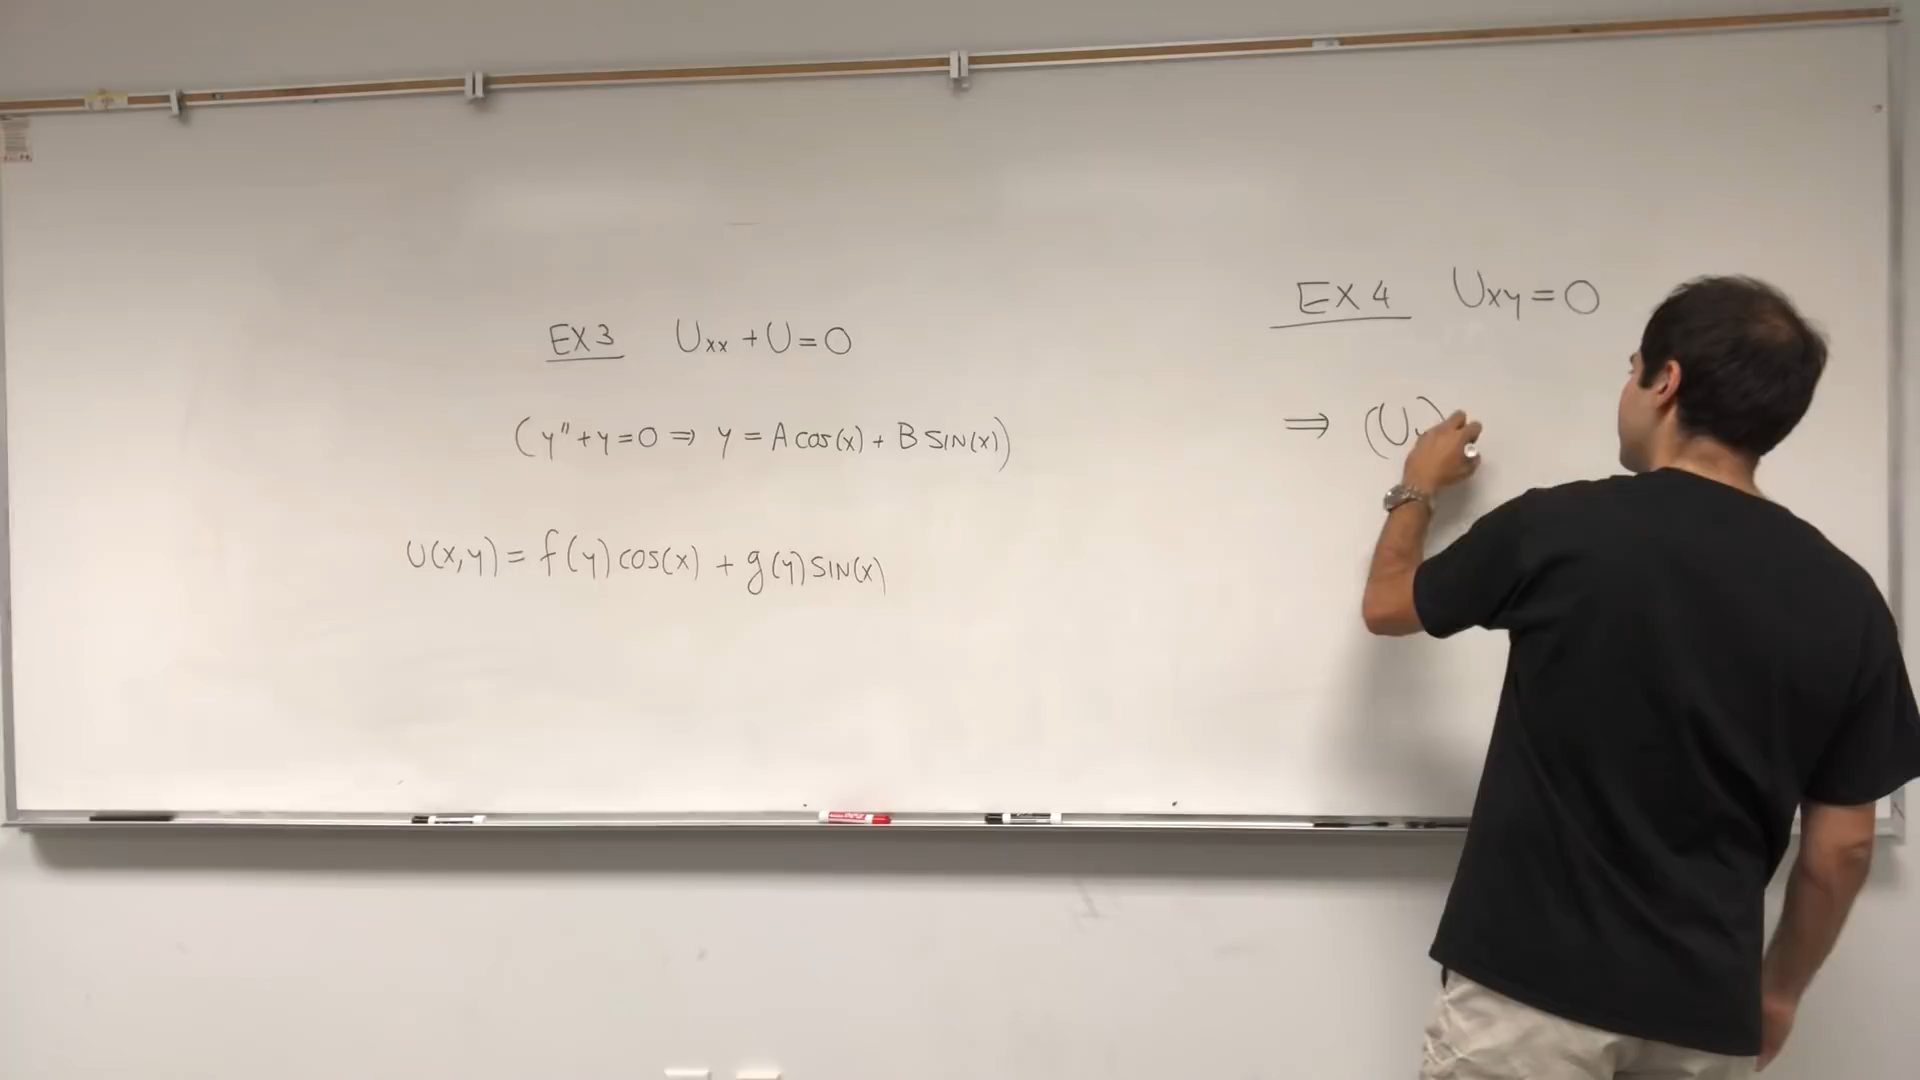 EX3 Uxx + U = 0
(y" + y = 0 ⇒ y = A cos(x) + B SIN(x))
U(x,y) = f(y) cos(x) + g(y) SIN(x)
EX 4 Uxy = 0
⇒ (U